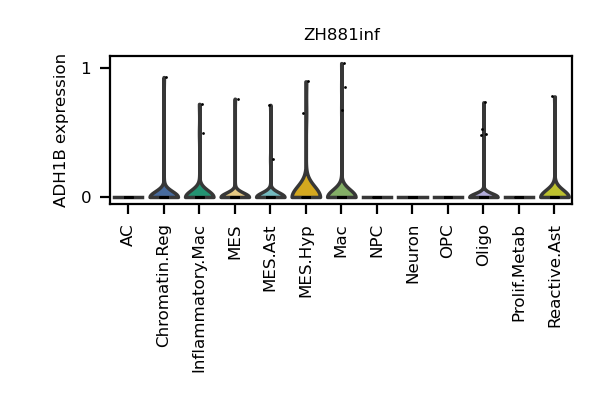 ZH881inf
ADH1B expression
1
0
AC
Chromatin.Reg
Inflammatory.Mac
MES
MES.Ast
MES.Hyp
Mac
NPC
Neuron
OPC
Oligo
Prolif.Metab
Reactive.Ast